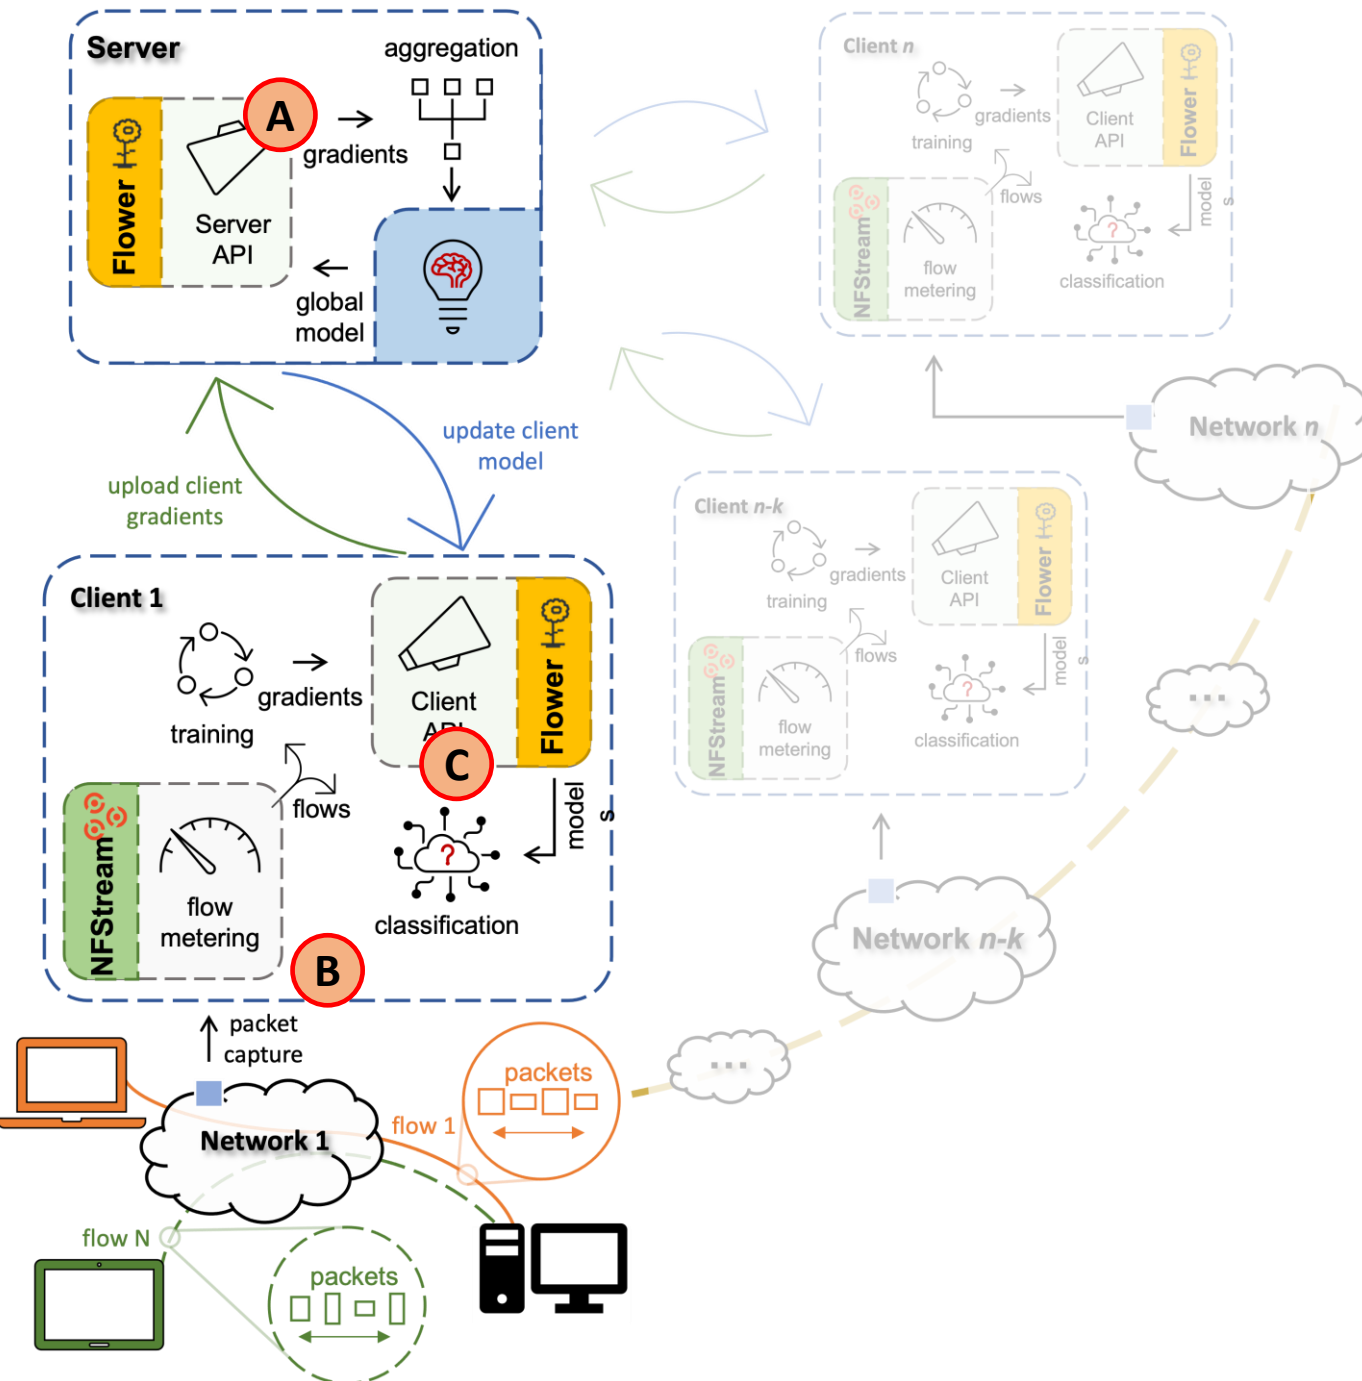 Server
aggregation
A
gradients
Flower
Server
API
global
model
update client
model
upload client
gradients
Client 1
training
gradients
Client
API
Flower
C
flows
model
s
NFStream
flow
metering
classification
B
packet
capture
Network 1
flow 1
packets
flow N
packets
Client n
training
gradients
Client
API
Flower
flows
model
s
NFStream
flow
metering
?
classification
Network n
Client n-k
training
gradients
Client
API
Flower
flows
model
s
NFStream
flow
metering
?
classification
...
Network n-k
...
?